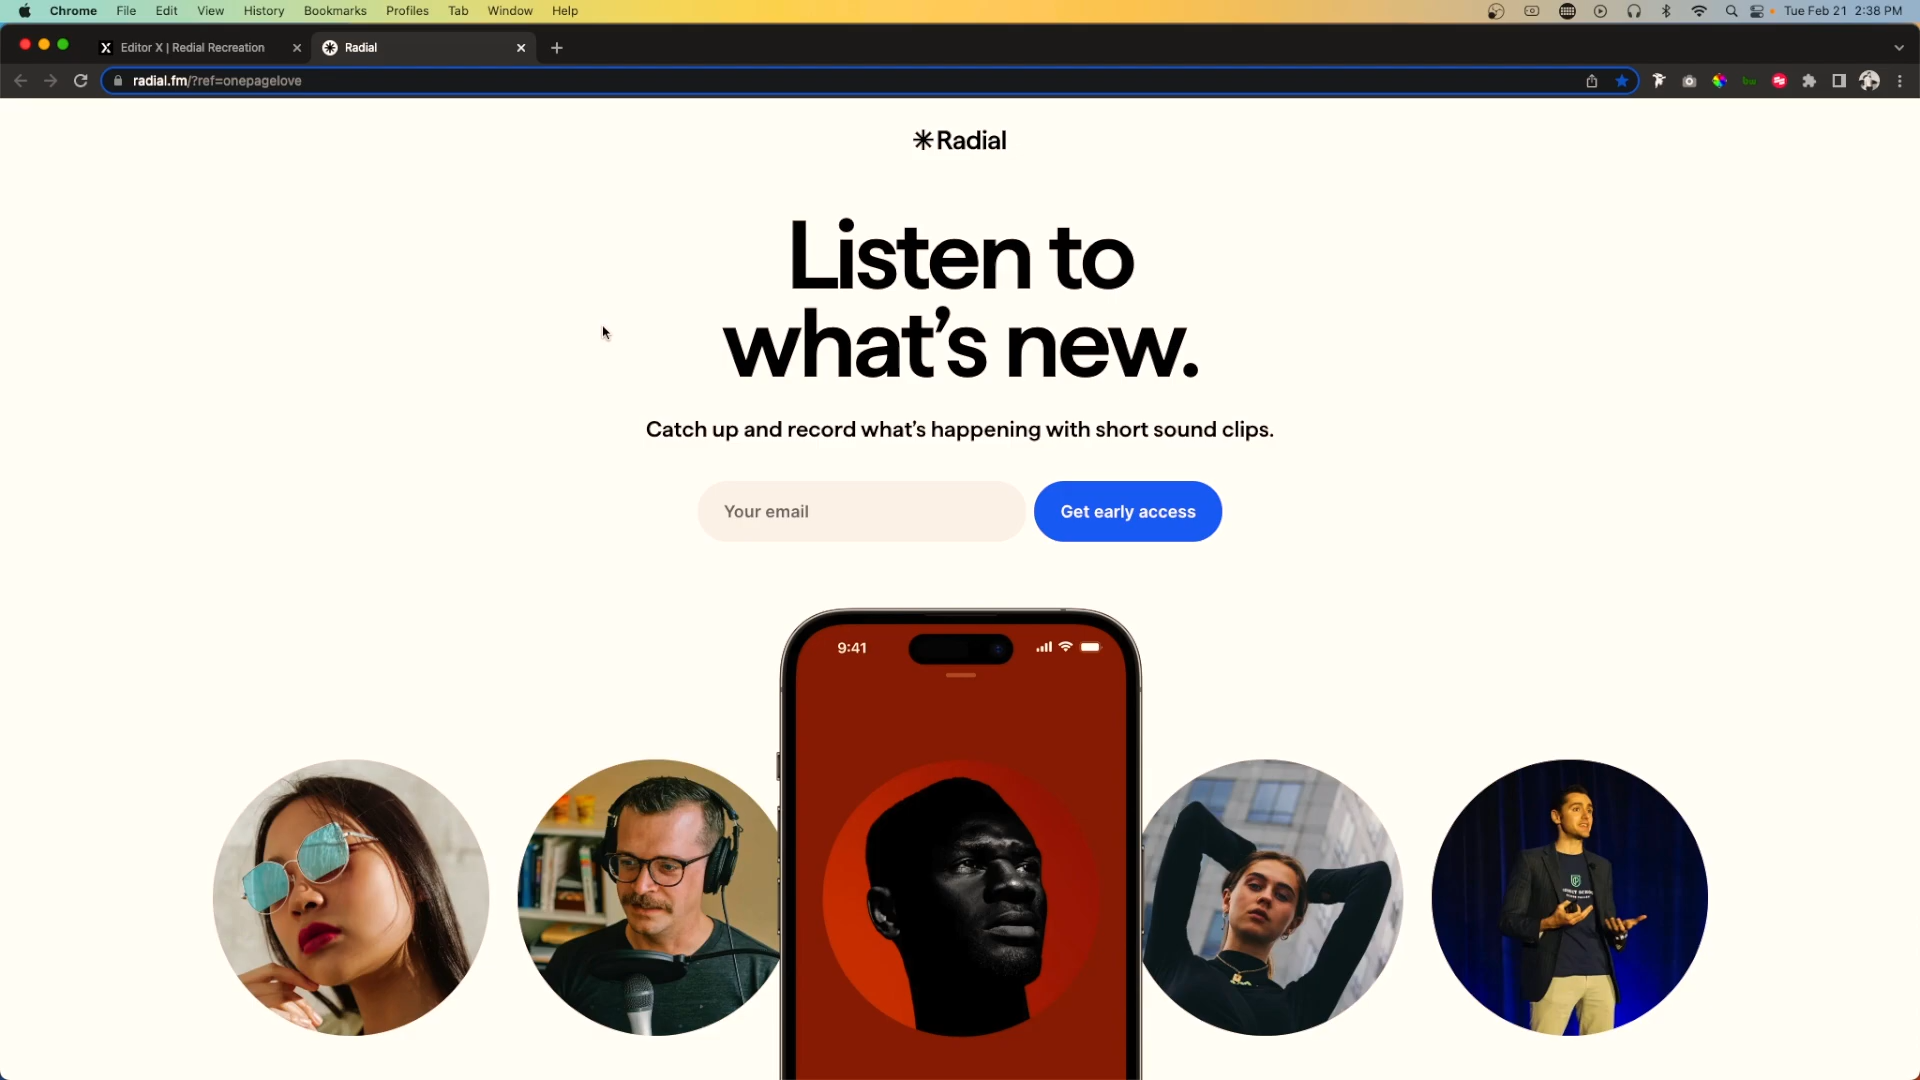 Chrome File Edit View History Bookmarks Profiles Tab Window Help Tue Feb 21 2:38 PM
Editor X | Redial Recreation Radial
radial.fm/?ref=onepagelove
Radial
Listen to
what’s new.
Catch up and record what’s happening with short sound clips.
Your email Get early access
9:41